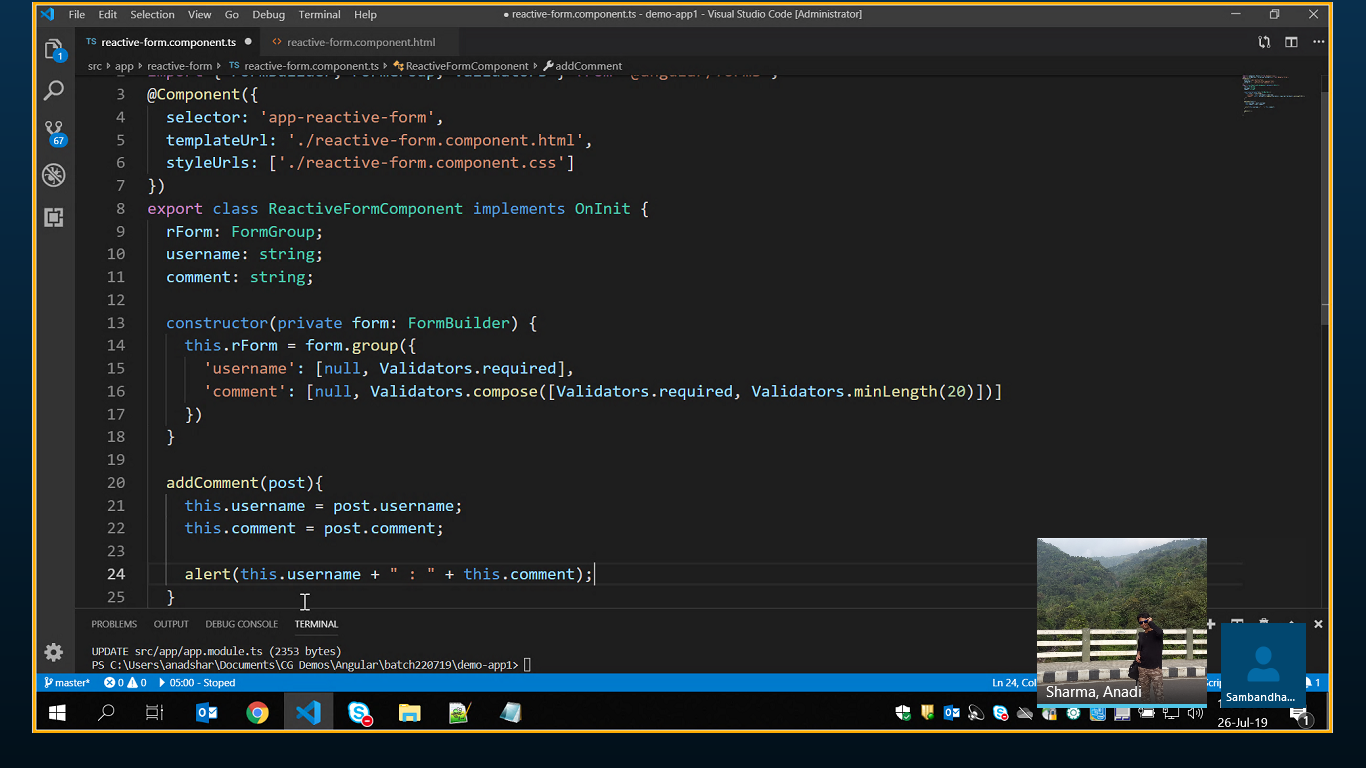 File Edit Selection View Go Debug Terminal Help
● reactive-form.component.ts - demo-app1 - Visual Studio Code [Administrator]
TS reactive-form.component.ts ●
<> reactive-form.component.html
src › app › reactive-form › TS reactive-form.component.ts › ReactiveFormComponent › addComment
3 @Component({
4 selector: 'app-reactive-form',
5 templateUrl: './reactive-form.component.html',
6 styleUrls: ['./reactive-form.component.css']
7 })
8 export class ReactiveFormComponent implements OnInit {
9 rForm: FormGroup;
10 username: string;
11 comment: string;
12
13 constructor(private form: FormBuilder) {
14 this.rForm = form.group({
15 'username': [null, Validators.required],
16 'comment': [null, Validators.compose([Validators.required, Validators.minLength(20)])]
17 })
18 }
19
20 addComment(post){
21 this.username = post.username;
22 this.comment = post.comment;
23
24 alert(this.username + " : " + this.comment);
25 }
1
67
PROBLEMS OUTPUT DEBUG CONSOLE TERMINAL
UPDATE src/app/app.module.ts (2353 bytes)
PS C:\Users\anadshar\Documents\CG Demos\Angular\batch220719\demo-app1>
master* 0 0 05:00 - Stoped
Ln 24,
1
Sharma, Anadi
Sambandha...
26-Jul-19
1